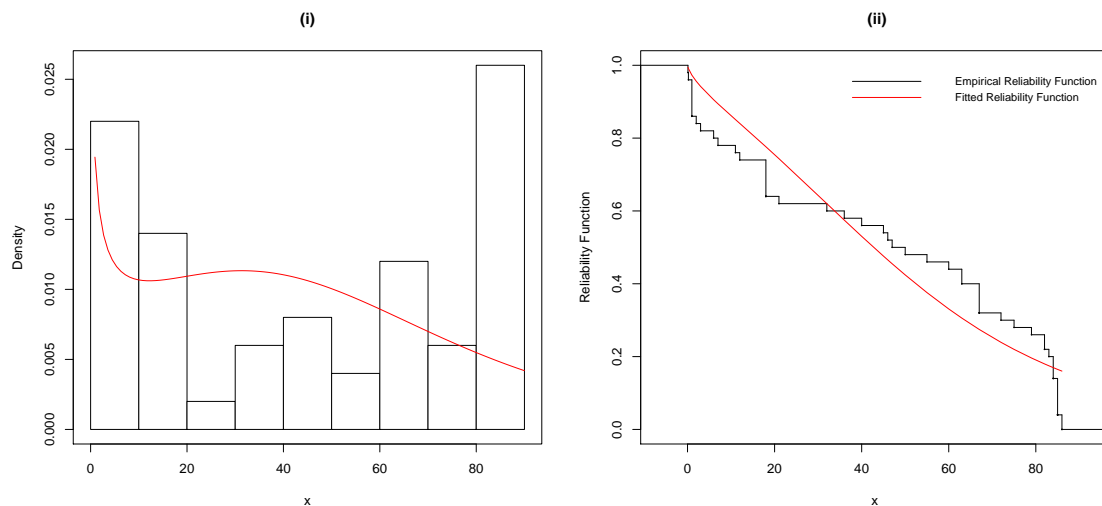 (i)
Density
0.000 0.005 0.010 0.015 0.020 0.025
0 20 40 60 80
x
(ii)
Reliability Function
0.0 0.2 0.4 0.6 0.8 1.0
Empirical Reliability Function
Fitted Reliability Function
0 20 40 60 80
x